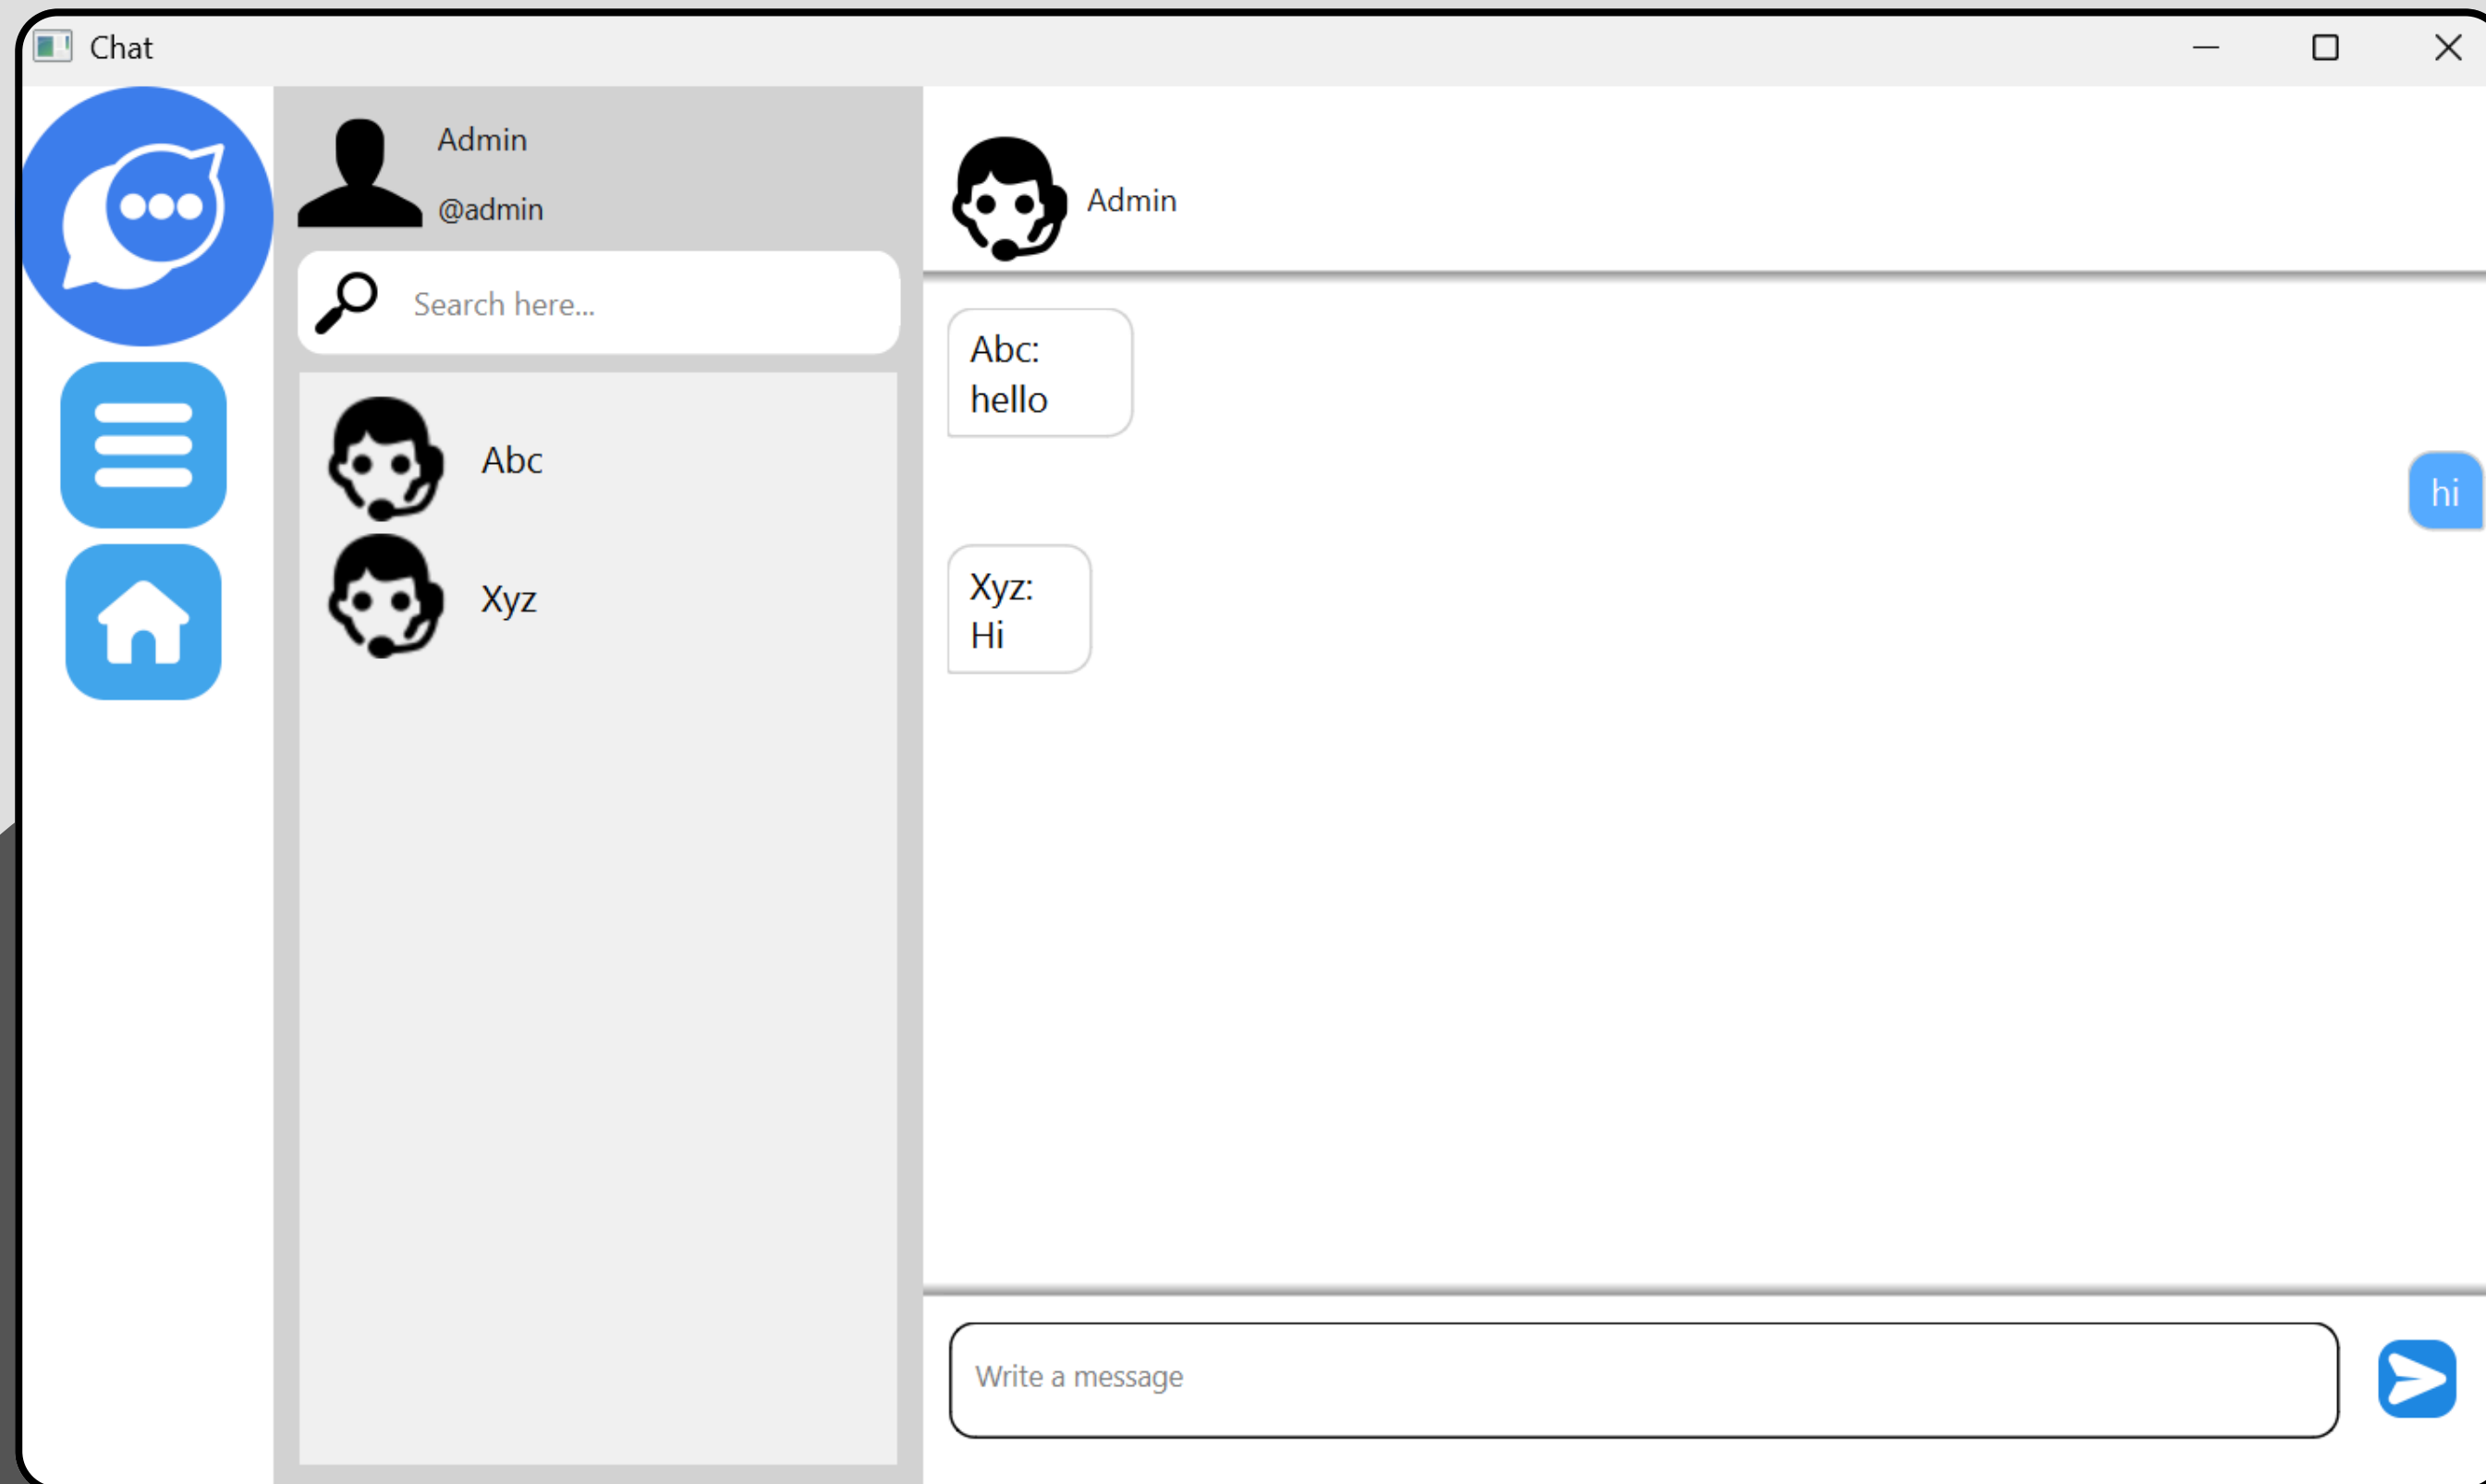 Chat
Admin
@admin
Search here...
Abc
Xyz
Admin
Abc:
hello
hi
Xyz:
Hi
Write a message